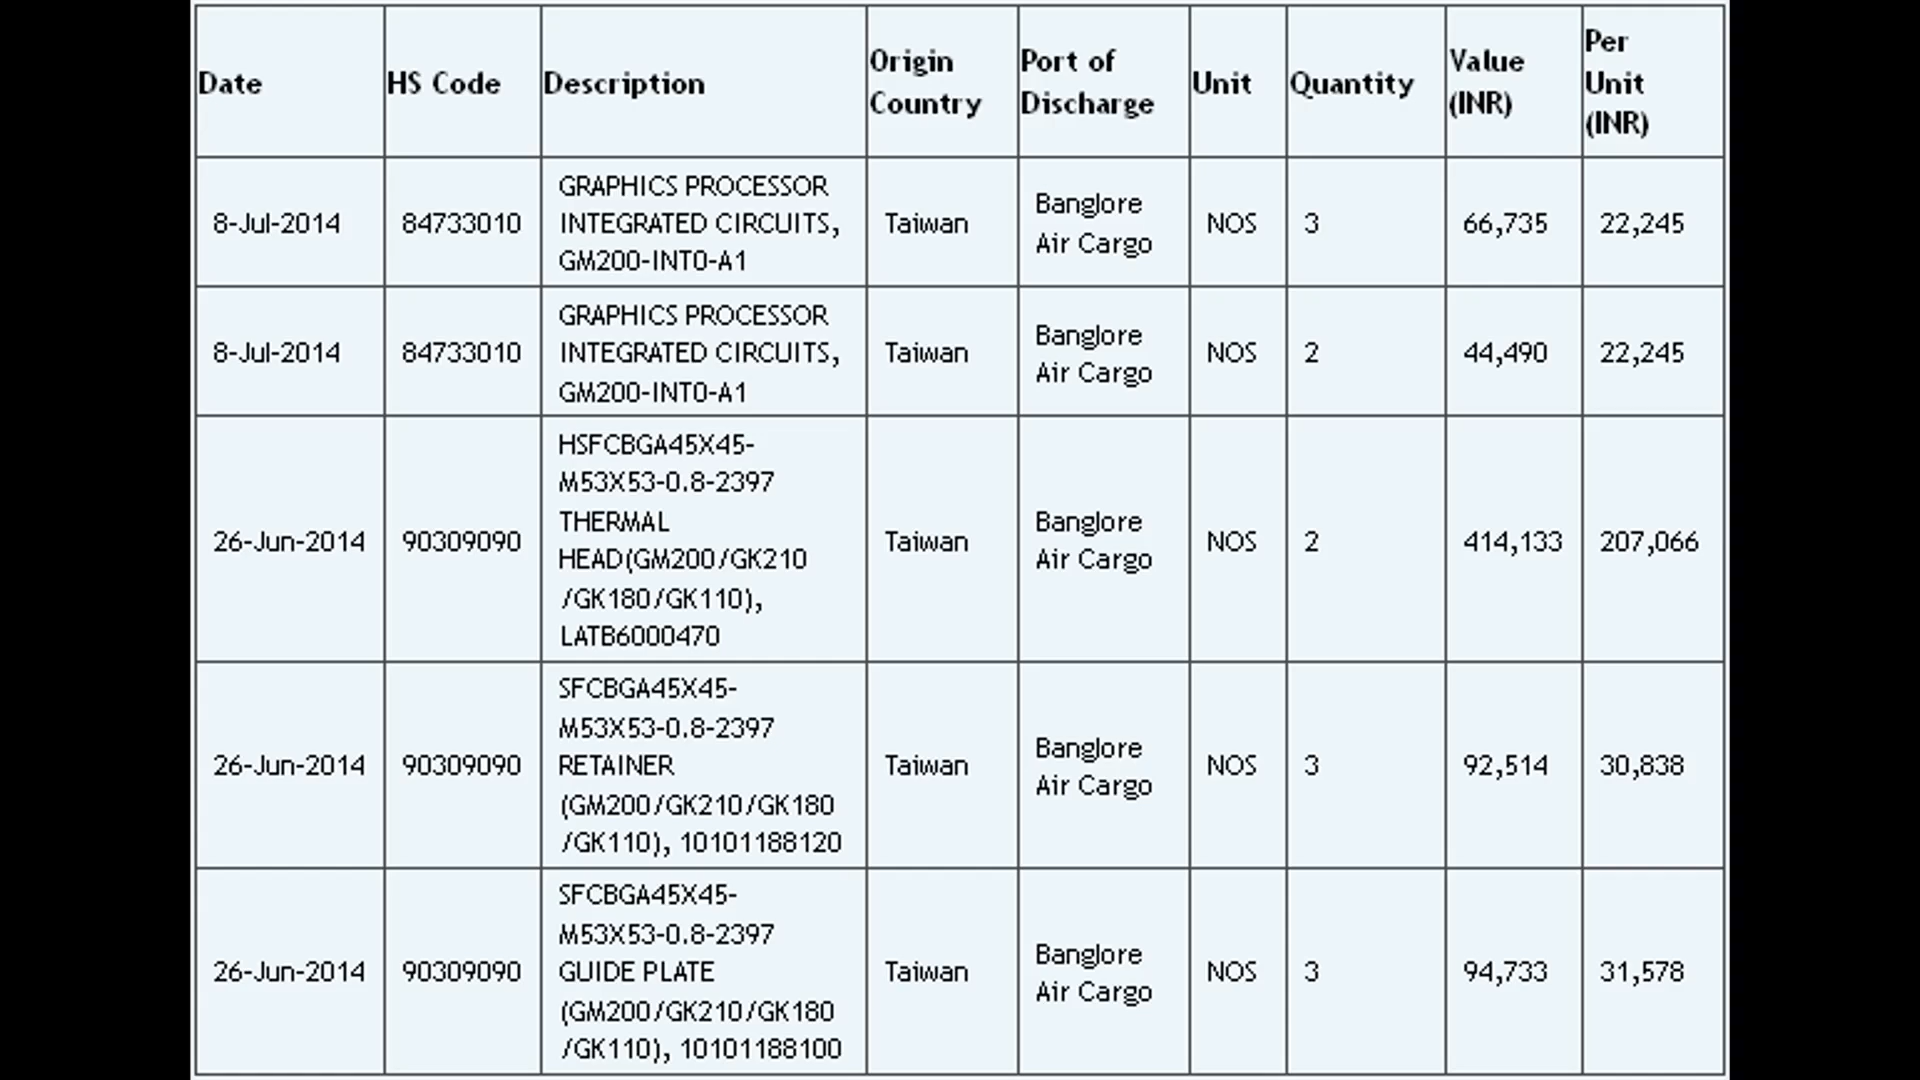 Date
HS Code
Description
Origin
Country
Port of
Discharge
Unit
Quantity
Value
(INR)
Per
Unit
(INR)
8-Jul-2014
84733010
GRAPHICS PROCESSOR
INTEGRATED CIRCUITS,
GM200-INT0-A1
Taiwan
Banglore
Air Cargo
NOS
3
66,735
22,245
8-Jul-2014
84733010
GRAPHICS PROCESSOR
INTEGRATED CIRCUITS,
GM200-INT0-A1
Taiwan
Banglore
Air Cargo
NOS
2
44,490
22,245
26-Jun-2014
90309090
HSFCBGA45X45-
M53X53-0.8-2397
THERMAL
HEAD(GM200/GK210
/GK180/GK110),
LATB6000470
Taiwan
Banglore
Air Cargo
NOS
2
414,133
207,066
26-Jun-2014
90309090
SFCBGA45X45-
M53X53-0.8-2397
RETAINER
(GM200/GK210/GK180
/GK110), 10101188120
Taiwan
Banglore
Air Cargo
NOS
3
92,514
30,838
26-Jun-2014
90309090
SFCBGA45X45-
M53X53-0.8-2397
GUIDE PLATE
(GM200/GK210/GK180
/GK110), 10101188100
Taiwan
Banglore
Air Cargo
NOS
3
94,733
31,578